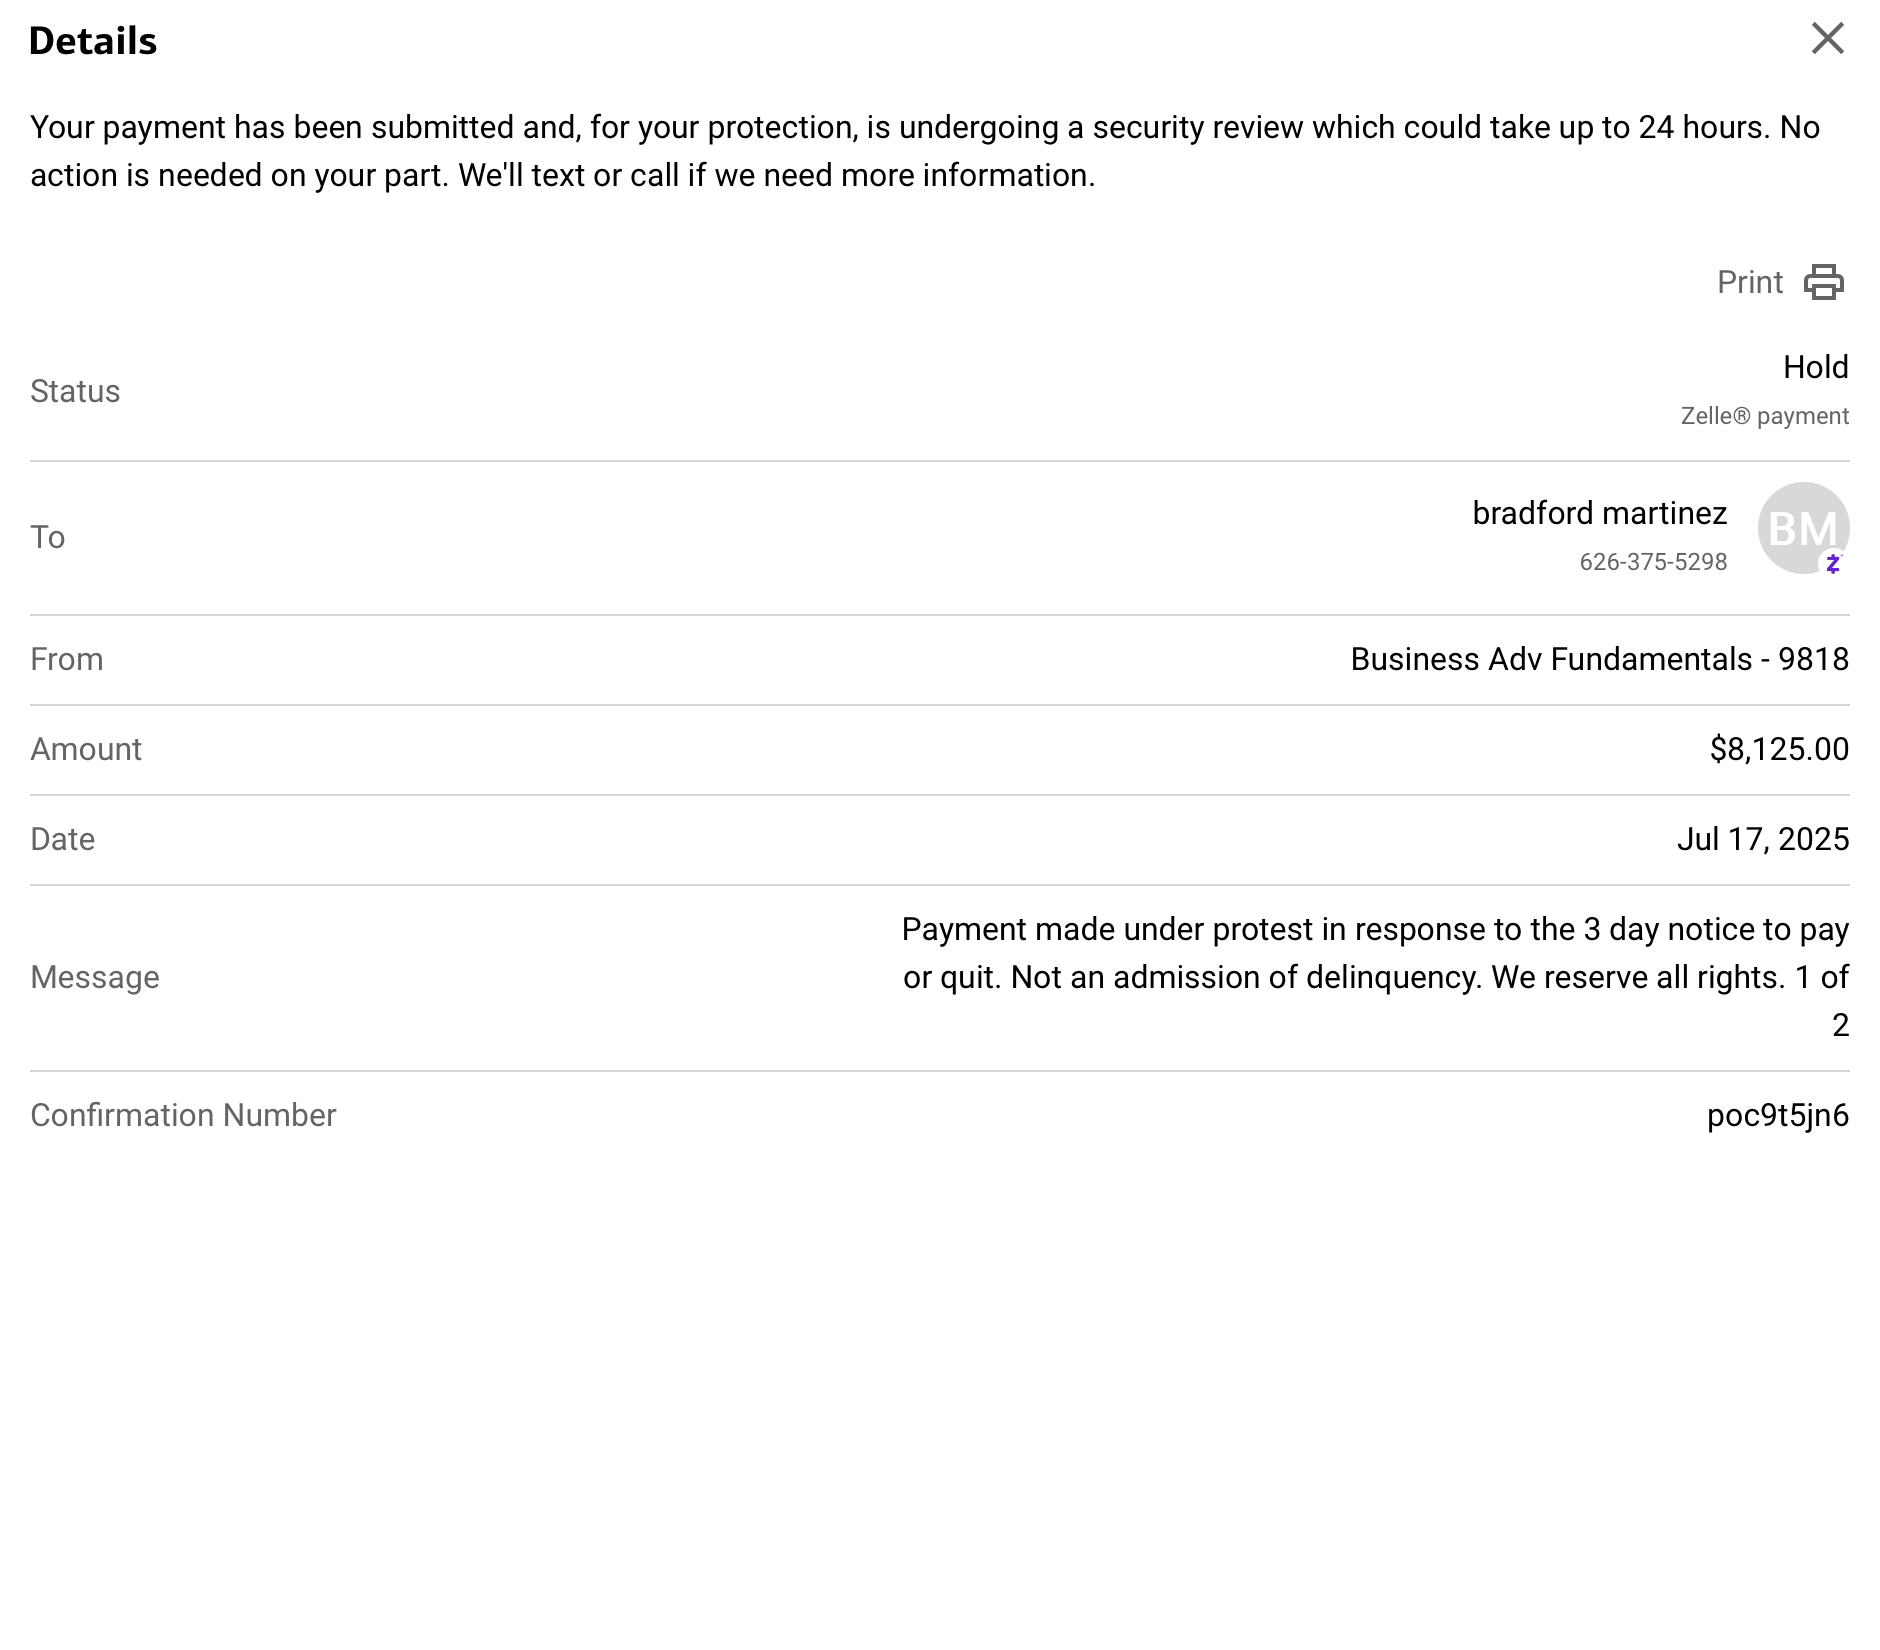 Details
Your payment has been submitted and, for your protection, is undergoing a security review which could take up to 24 hours. No
action is needed on your part. We'll text or call if we need more information.
Print
Status
Hold
Zelle® payment
To
bradford martinez
626-375-5298
BM
From
Business Adv Fundamentals - 9818
Amount
$8,125.00
Date
Jul 17, 2025
Message
Payment made under protest in response to the 3 day notice to pay
or quit. Not an admission of delinquency. We reserve all rights. 1 of
2
Confirmation Number
poc9t5jn6